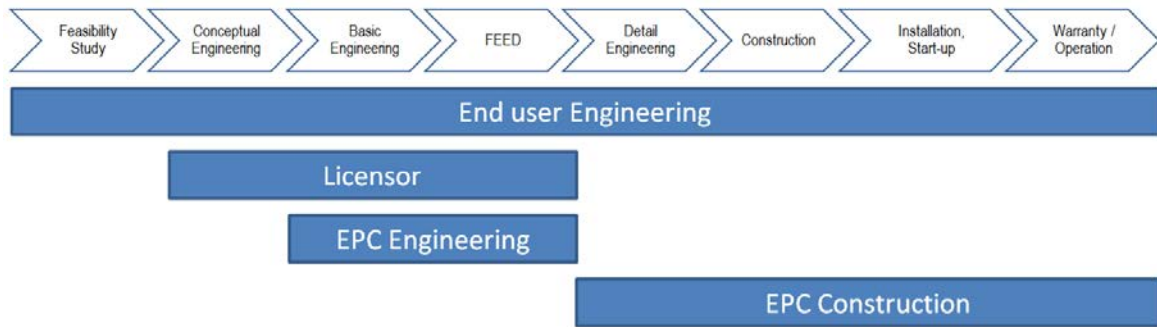 Feasibility
Study
Conceptual
Engineering
Basic
Engineering
FEED
Detail
Engineering
Construction
Installation,
Start-up
Warranty /
Operation
End user Engineering
Licensor
EPC Engineering
EPC Construction